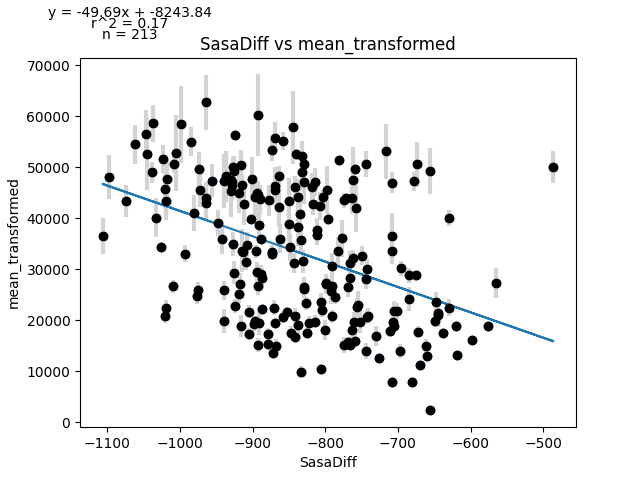 y = -49.69x + -8243.84
r^2 = 0.17
n = 213
SasaDiff vs mean_transformed
70000
60000
50000
40000
30000
20000
10000
0
mean_transformed
−1100 −1000 −900 −800 −700 −600 −500
SasaDiff